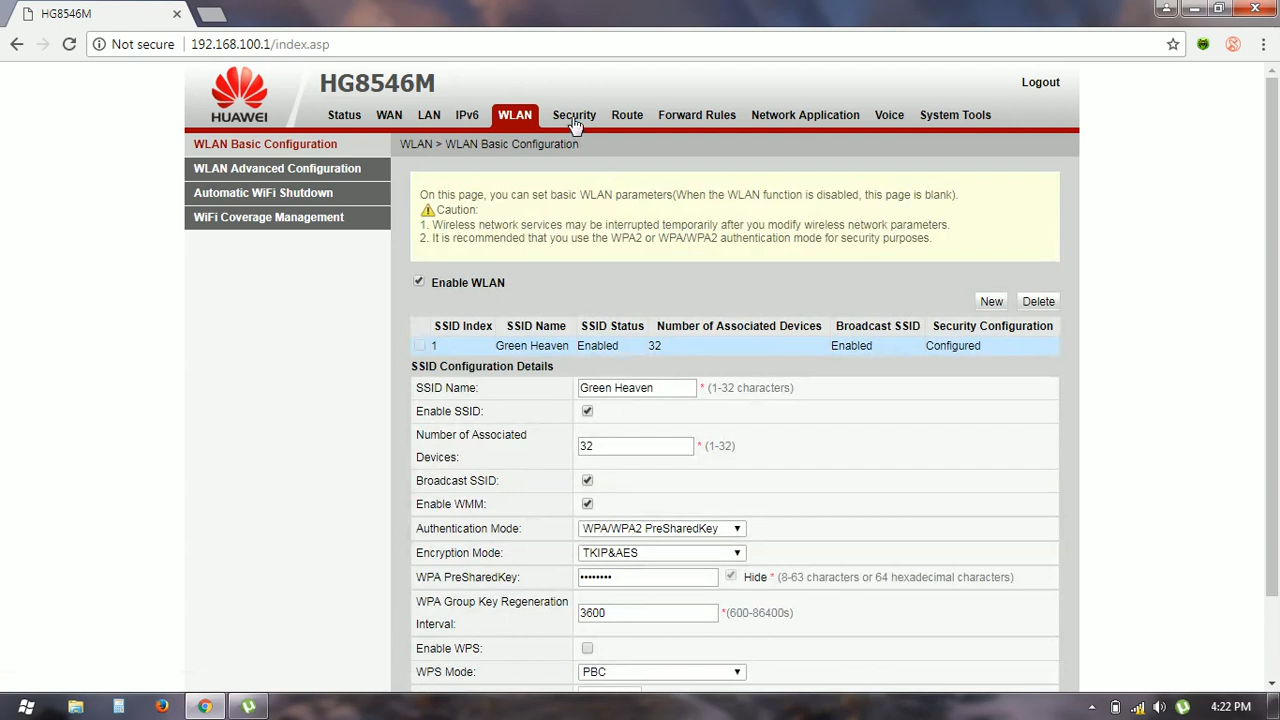 HG8546M
Not secure
192.168.100.1/index.asp
HUAWEI
HG8546M
Logout
Status WAN LAN IPv6 WLAN Security Route Forward Rules Network Application Voice System Tools
WLAN Basic Configuration
WLAN Advanced Configuration
Automatic WiFi Shutdown
WiFi Coverage Management
WLAN > WLAN Basic Configuration
On this page, you can set basic WLAN parameters(When the WLAN function is disabled, this page is blank).
Caution:
1. Wireless network services may be interrupted temporarily after you modify wireless network parameters.
2. It is recommended that you use the WPA2 or WPA/WPA2 authentication mode for security purposes.
Enable WLAN
New Delete
SSID Index SSID Name SSID Status Number of Associated Devices Broadcast SSID Security Configuration
1 Green Heaven Enabled 32 Enabled Configured
SSID Configuration Details
SSID Name: Green Heaven * (1-32 characters)
Enable SSID:
Number of Associated
Devices:
32 * (1-32)
Broadcast SSID:
Enable WMM:
Authentication Mode: WPA/WPA2 PreSharedKey
Encryption Mode: TKIP&AES
WPA PreSharedKey: •••••••• Hide * (8-63 characters or 64 hexadecimal characters)
WPA Group Key Regeneration
Interval:
3600 *(600-86400s)
Enable WPS:
WPS Mode: PBC
4:22 PM